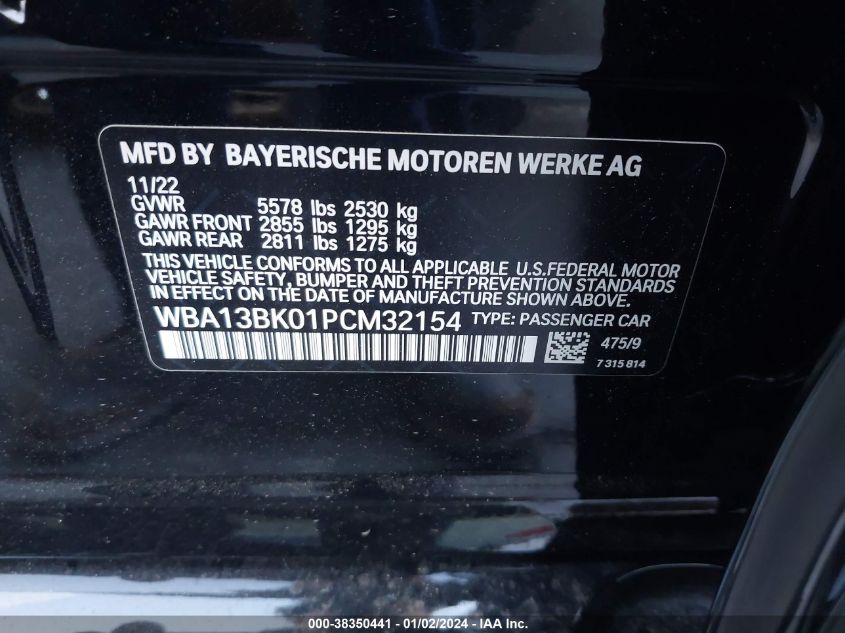 MFD BY BAYERISCHE MOTOREN WERKE AG
11/22
GVWR 5578 lbs 2530 kg
GAWR FRONT 2855 lbs 1295 kg
GAWR REAR 2811 lbs 1275 kg
THIS VEHICLE CONFORMS TO ALL APPLICABLE U.S.FEDERAL MOTOR
VEHICLE SAFETY, BUMPER AND THEFT PREVENTION STANDARDS
IN EFFECT ON THE DATE OF MANUFACTURE SHOWN ABOVE.
WBA13BK01PCM32154 TYPE: PASSENGER CAR
475/9
7 315 814
000-38350441 - 01/02/2024 - IAA Inc.